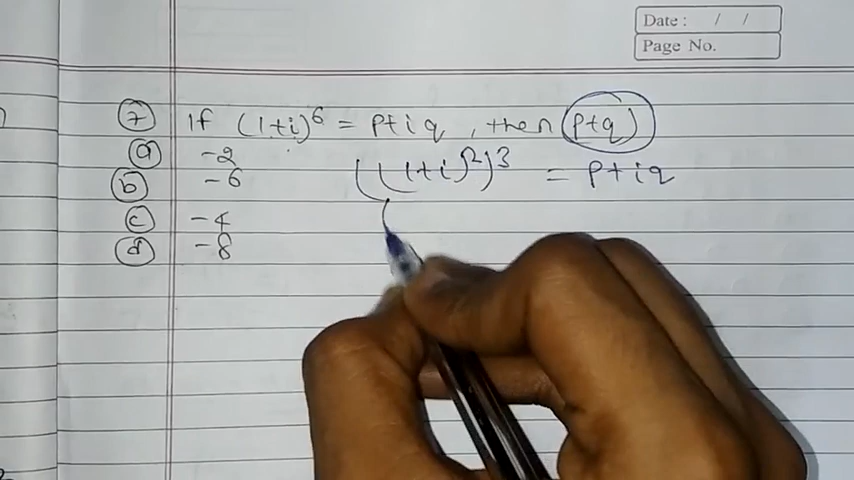 Date : / /
Page No.
7 If (1+i)^6 = p+iq , then (p+q)
a -2
((1+i)^2)^3 = p+iq
b -6
c -4
d -8